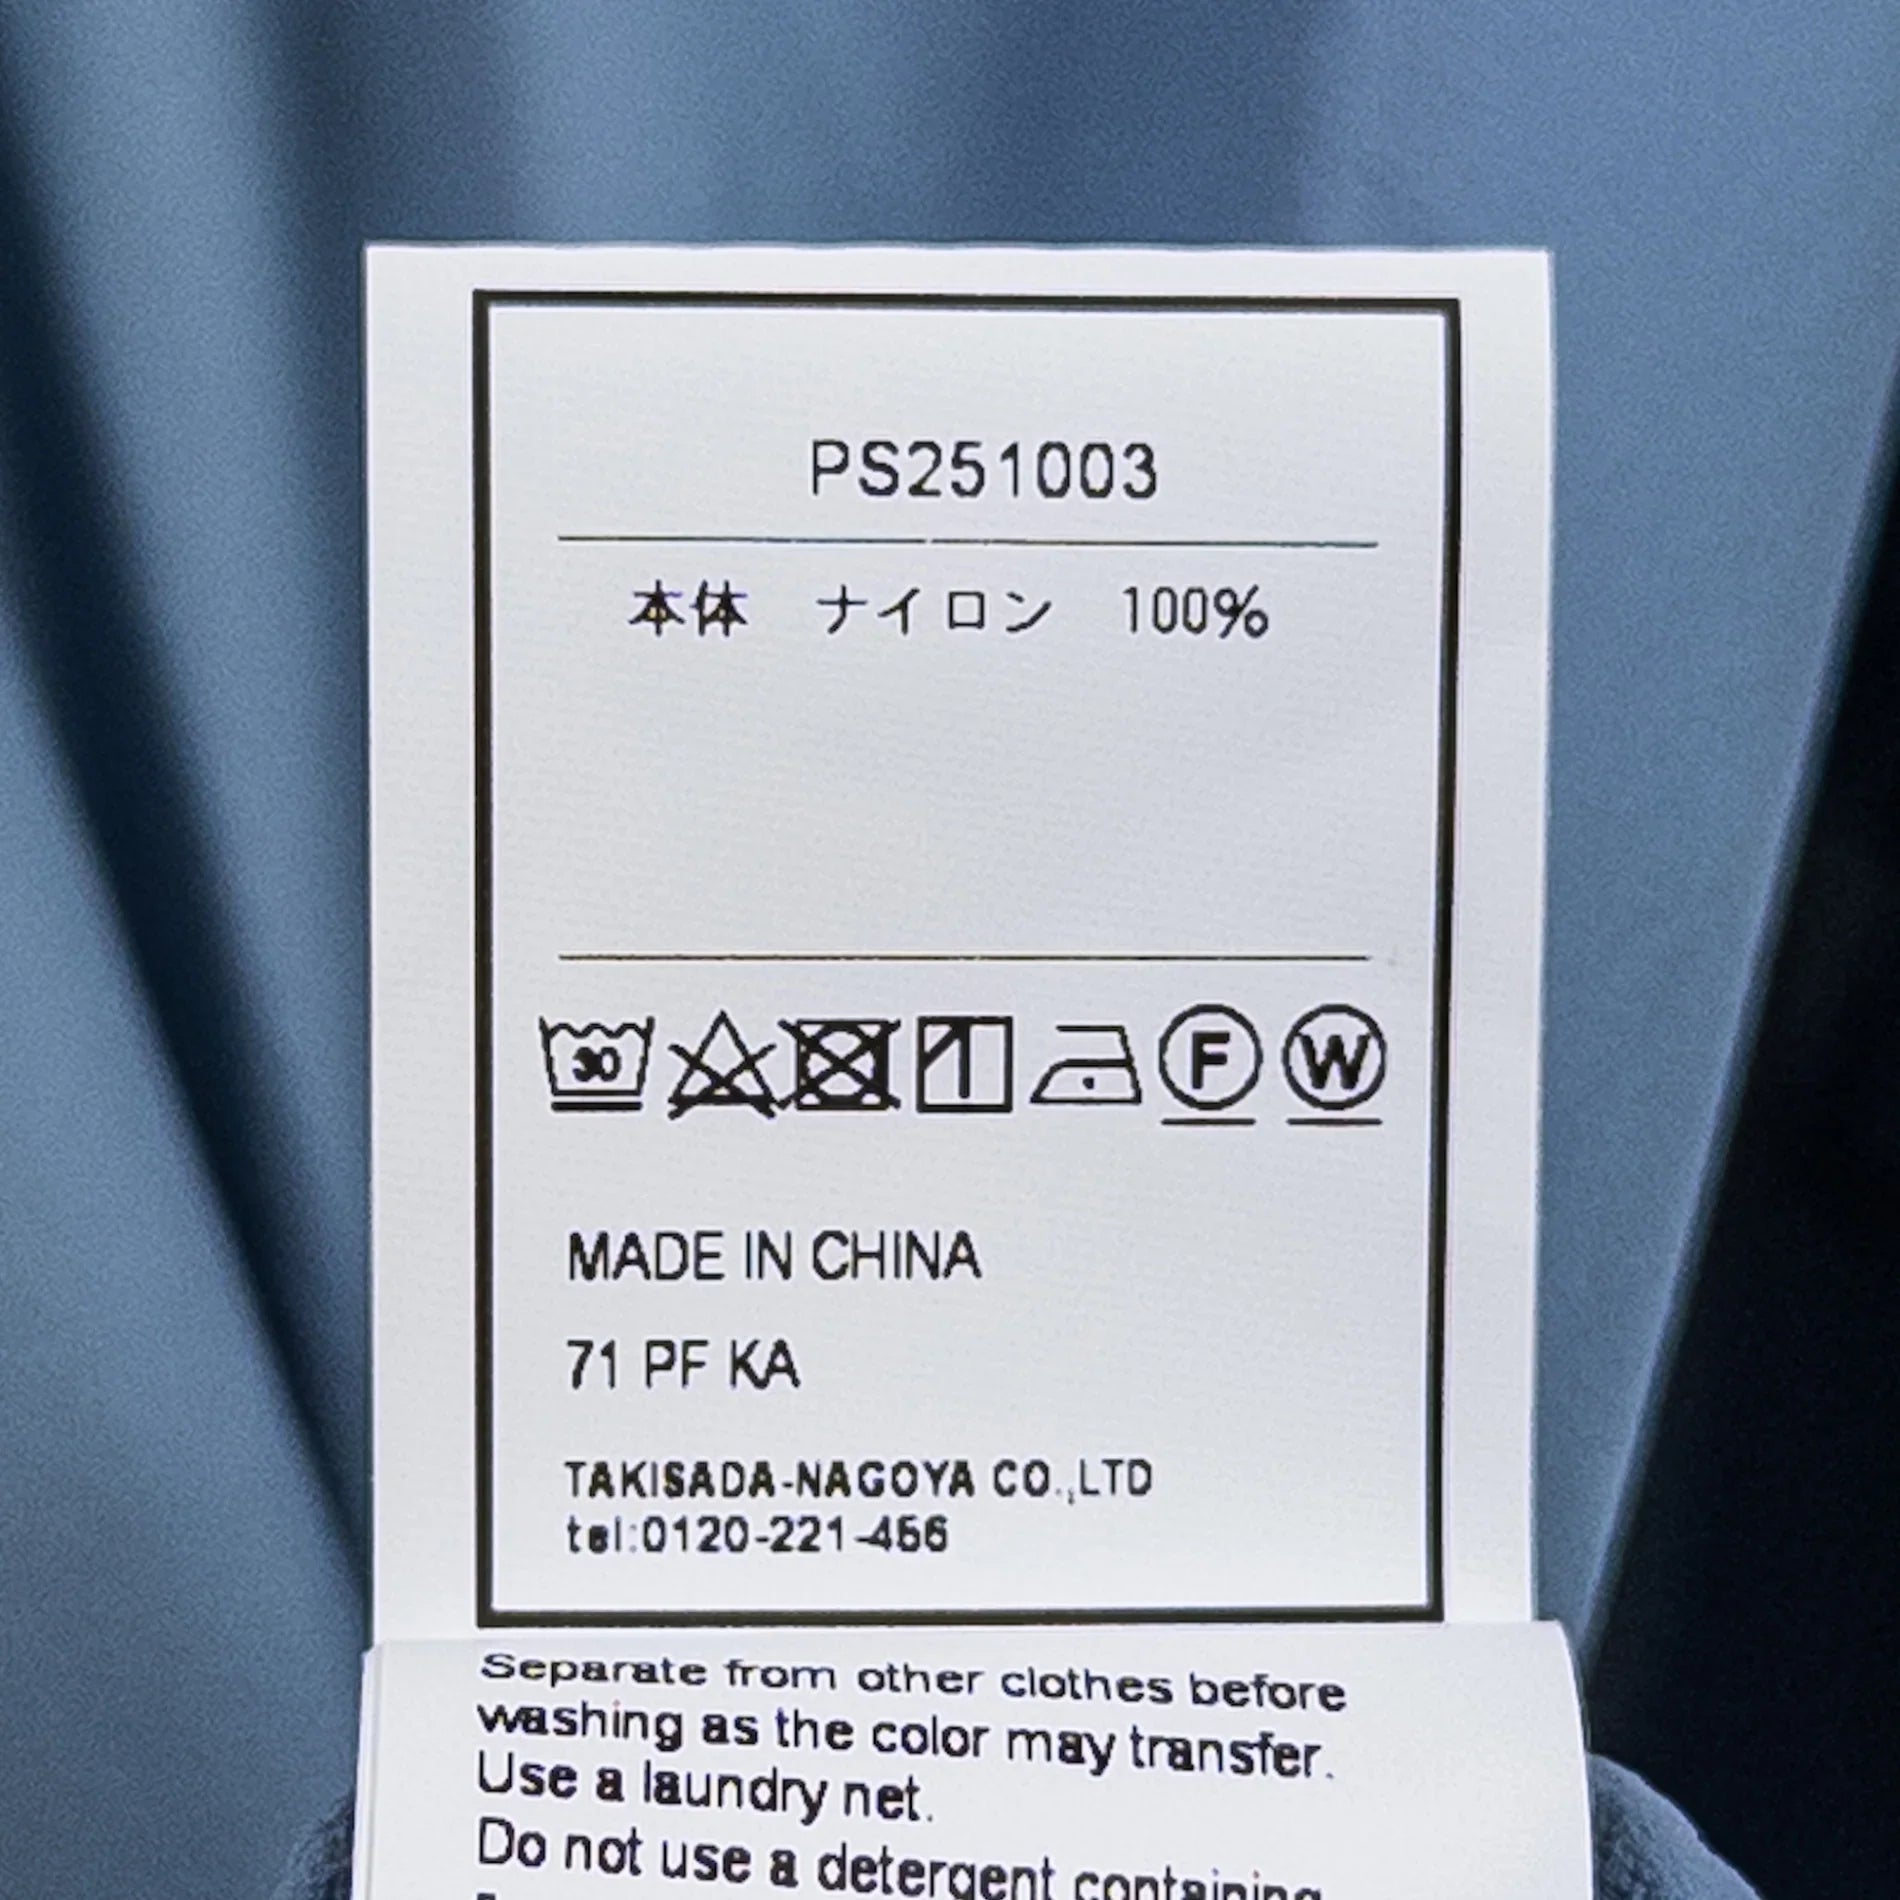 PS251003
本体 ナイロン 100%
30
F W
MADE IN CHINA
71 PF KA
TAKISADA-NAGOYA CO.,LTD
tel:0120-221-456
Separate from other clothes before
washing as the color may transfer.
Use a laundry net.
Do not use a detergent containing